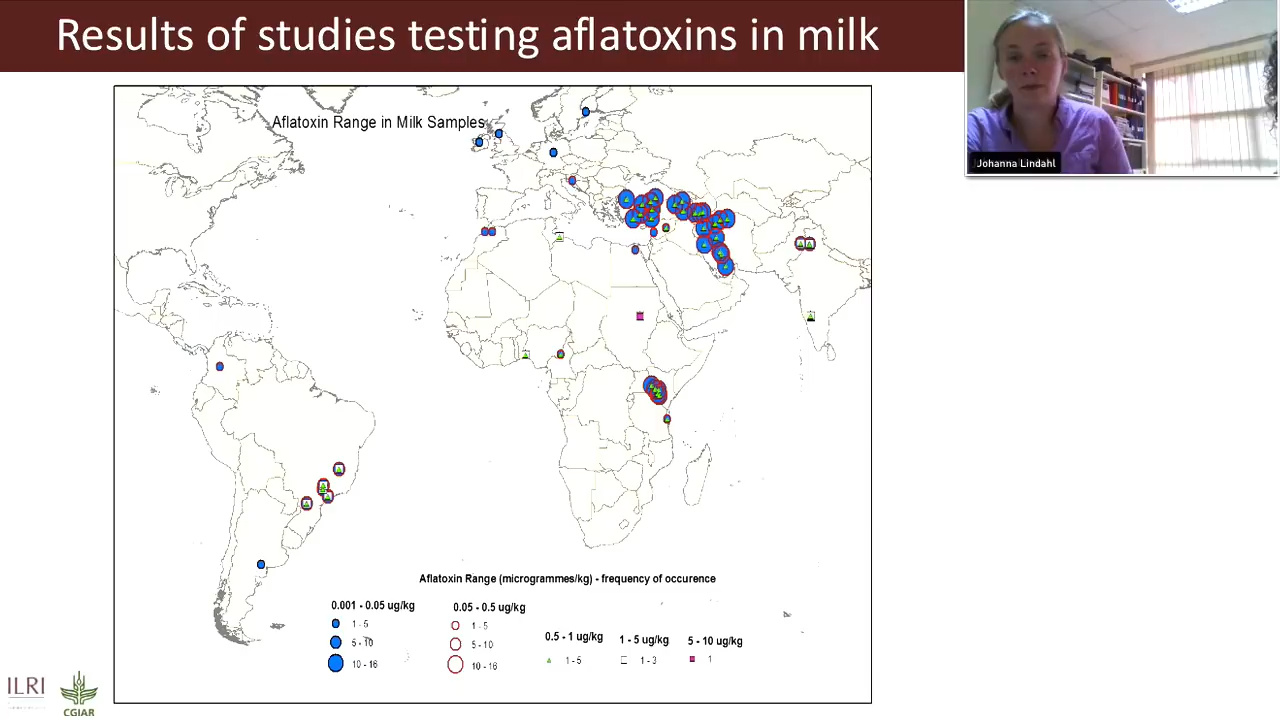 Results of studies testing aflatoxins in milk
Johanna Lindahl
Aflatoxin Range in Milk Samples
Aflatoxin Range (microgrammes/kg) - frequency of occurence
0.001 - 0.05 ug/kg
1 - 5
5 - 10
10 - 16
0.05 - 0.5 ug/kg
1 - 5
5 - 10
10 - 16
0.5 - 1 ug/kg
1 - 5
1 - 5 ug/kg
1 - 3
5 - 10 ug/kg
1
ILRI
CGIAR